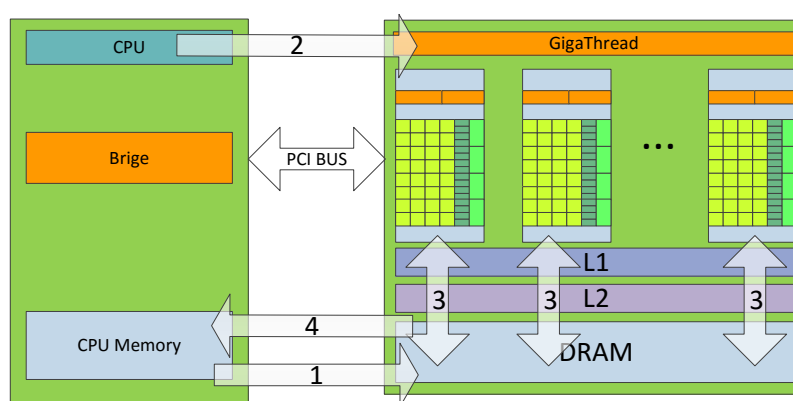 CPU
2
GigaThread
Brige
PCI BUS
...
L1
3
3
3
L2
4
CPU Memory
DRAM
1